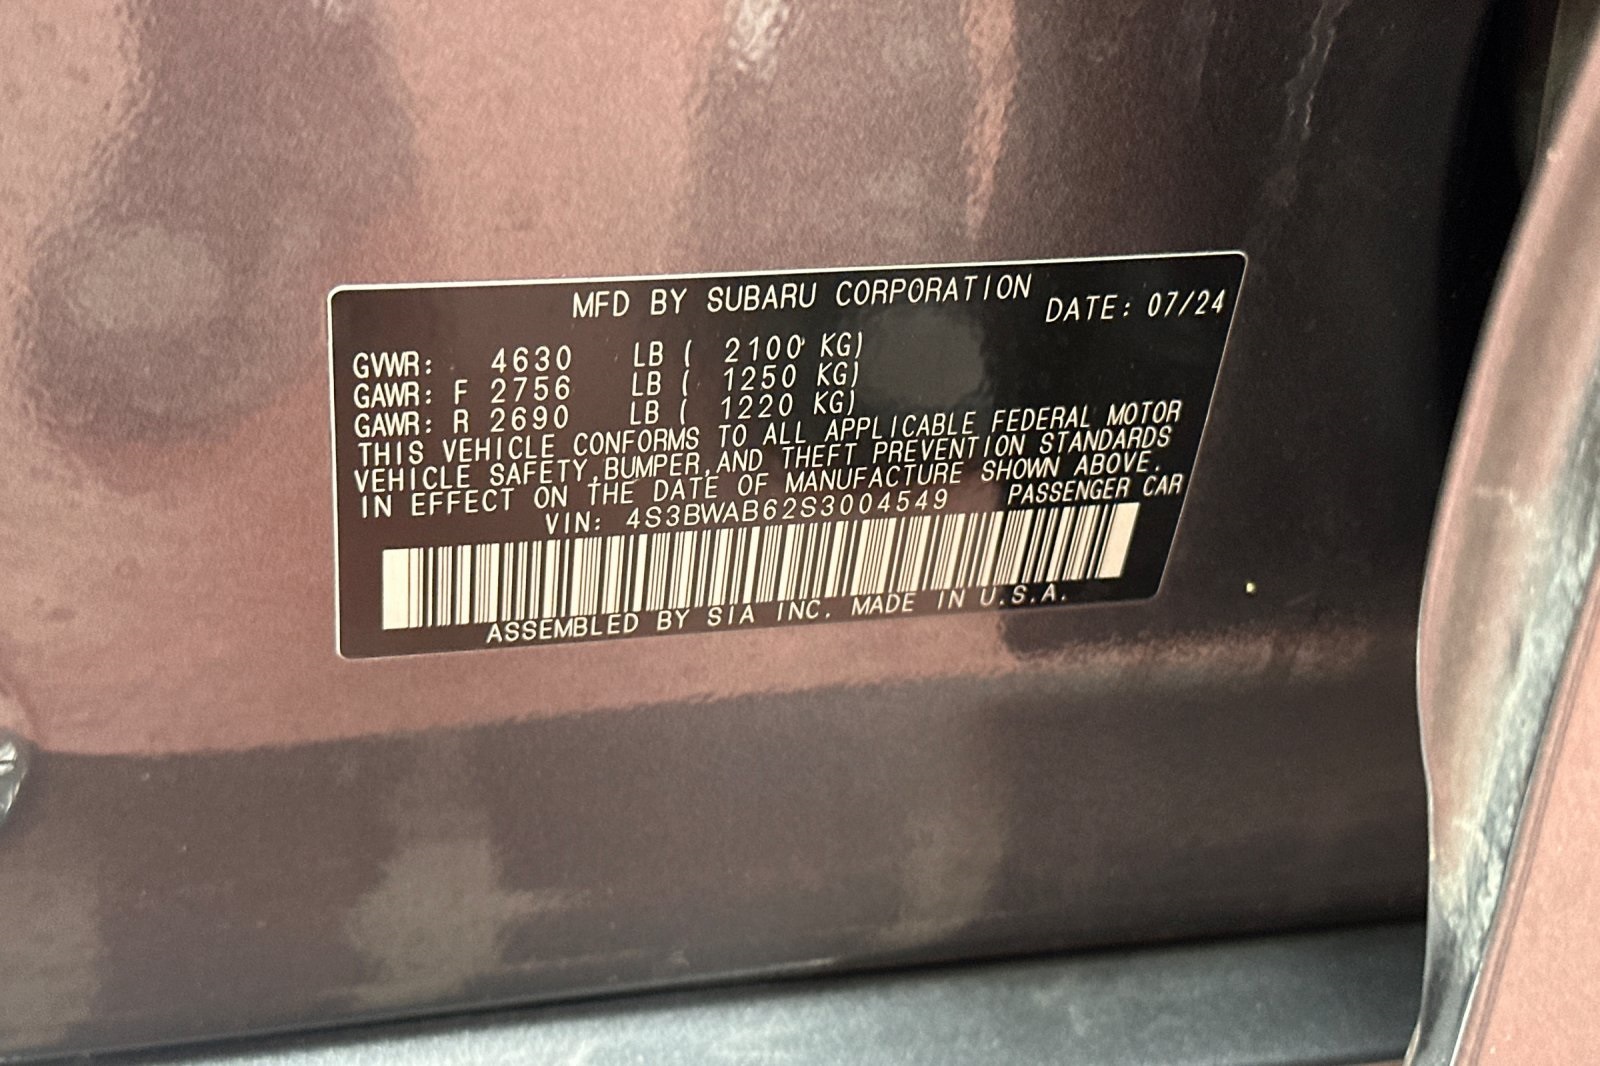 MFD BY SUBARU CORPORATION DATE: 07/24
GVWR: 4630 LB ( 2100 KG)
GAWR: F 2756 LB ( 1250 KG)
GAWR: R 2690 LB ( 1220 KG)
THIS VEHICLE CONFORMS TO ALL APPLICABLE FEDERAL MOTOR
VEHICLE SAFETY, BUMPER, AND THEFT PREVENTION STANDARDS
IN EFFECT ON THE DATE OF MANUFACTURE SHOWN ABOVE.
VIN: 4S3BWAB62S3004549 PASSENGER CAR
ASSEMBLED BY SIA INC. MADE IN U.S.A.